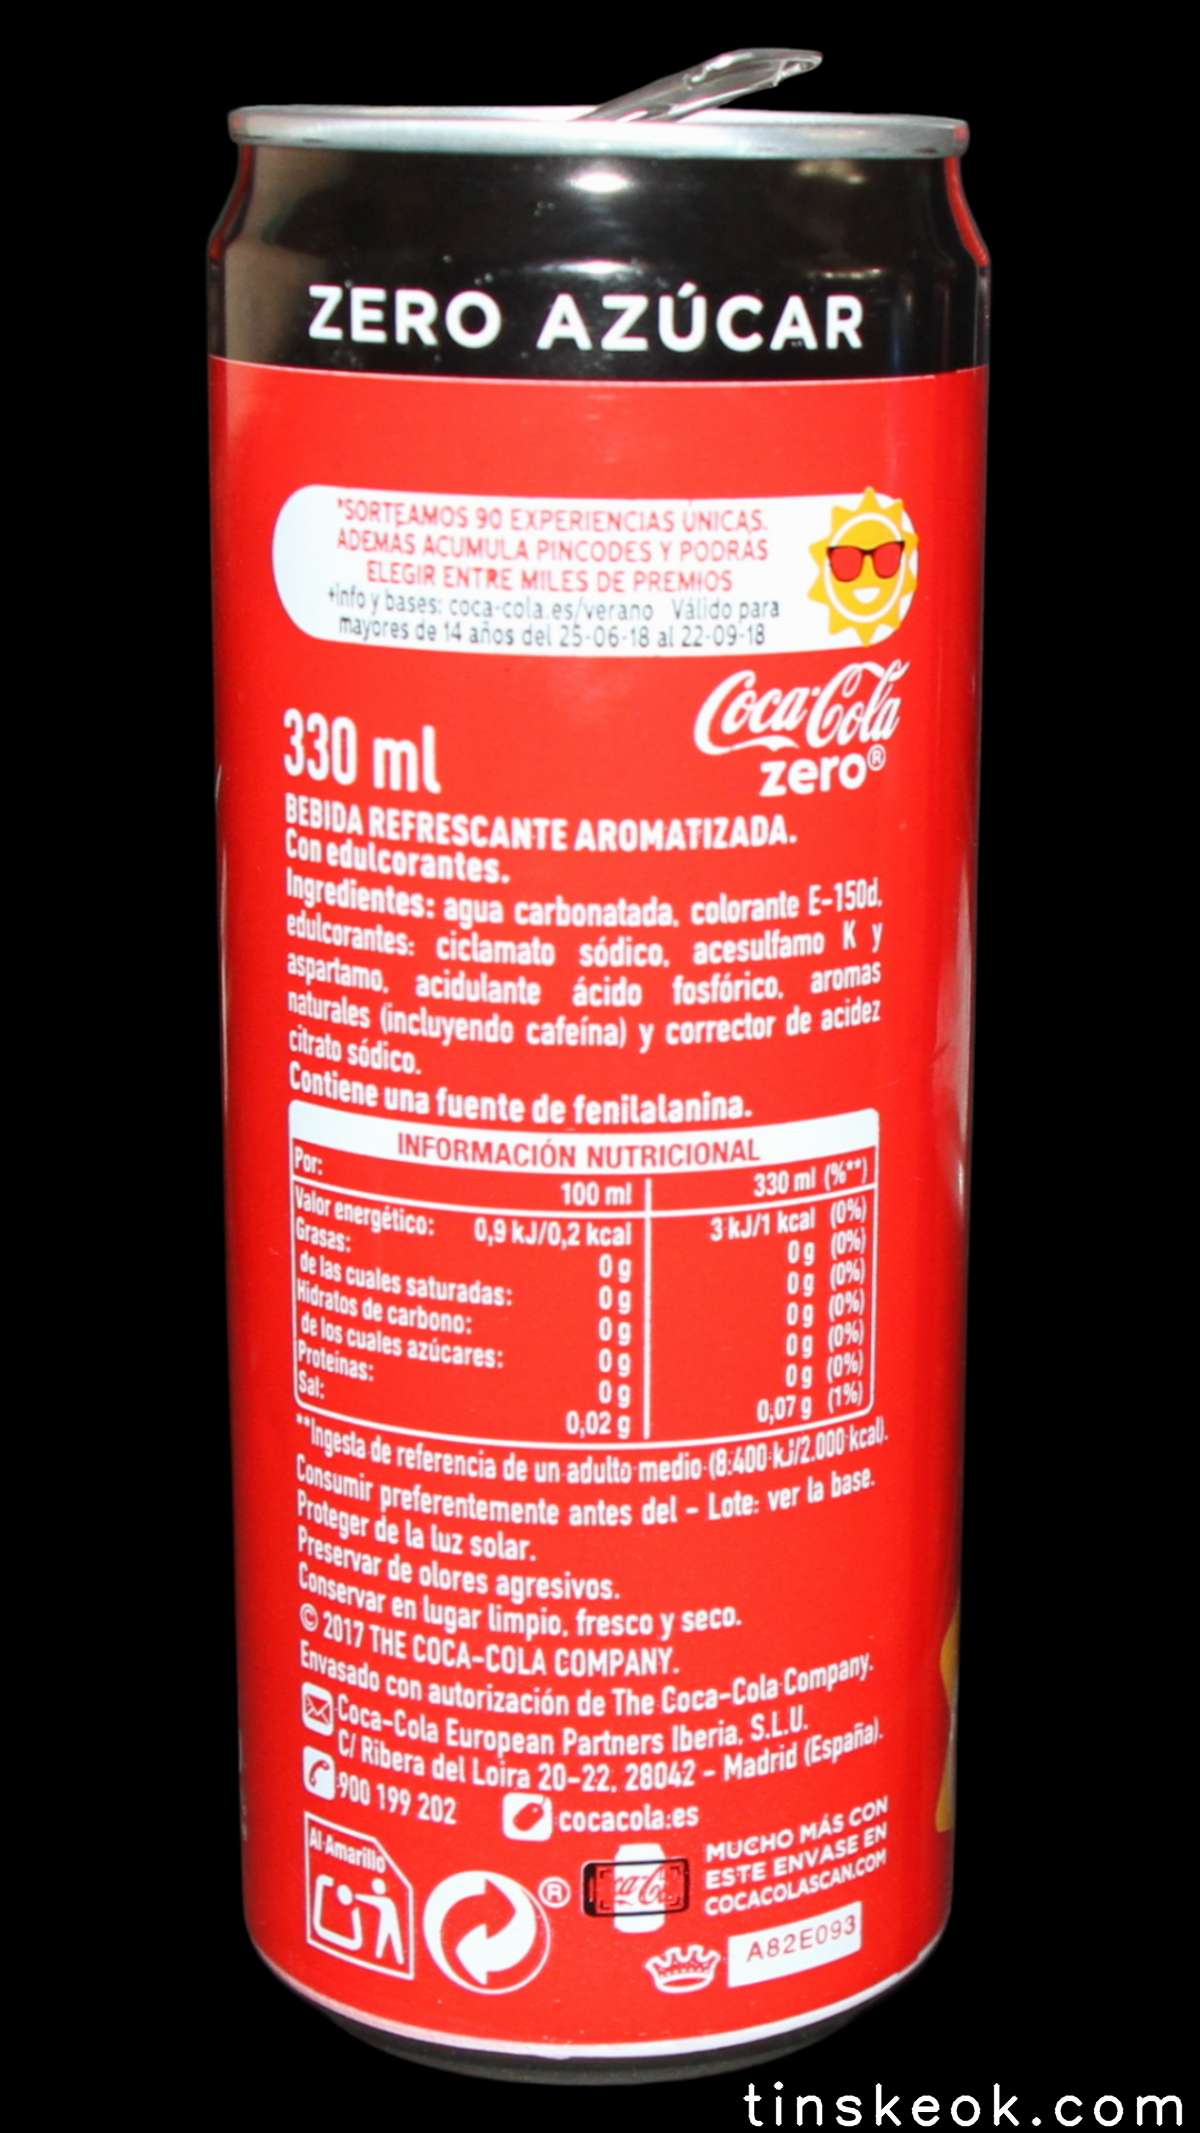 ZERO AZÚCAR
*SORTEAMOS 90 EXPERIENCIAS ÚNICAS.
ADEMÁS ACUMULA PINCODES Y PODRÁS
ELEGIR ENTRE MILES DE PREMIOS
+info y bases: coca-cola.es/verano Válido para
mayores de 14 años del 25-06-18 al 22-09-18
Coca-Cola
zero®
330 ml
BEBIDA REFRESCANTE AROMATIZADA.
Con edulcorantes.
Ingredientes: agua carbonatada, colorante E-150d,
edulcorantes: ciclamato sódico, acesulfamo K y
aspartamo, acidulante ácido fosfórico, aromas
naturales (incluyendo cafeína) y corrector de acidez
citrato sódico.
Contiene una fuente de fenilalanina.
INFORMACIÓN NUTRICIONAL
Por: 100 ml 330 ml (%**)
Valor energético: 0,9 kJ/0,2 kcal 3 kJ/1 kcal (0%)
Grasas: 0 g 0 g (0%)
de las cuales saturadas: 0 g 0 g (0%)
Hidratos de carbono: 0 g 0 g (0%)
de los cuales azúcares: 0 g 0 g (0%)
Proteínas: 0 g 0 g (0%)
Sal: 0,02 g 0,07 g (1%)
**Ingesta de referencia de un adulto medio (8.400 kJ/2.000 kcal).
Consumir preferentemente antes del - Lote: ver la base.
Proteger de la luz solar.
Preservar de olores agresivos.
Conservar en lugar limpio, fresco y seco.
© 2017 THE COCA-COLA COMPANY.
Envasado con autorización de The Coca-Cola Company.
Coca-Cola European Partners Iberia, S.L.U.
C/ Ribera del Loira 20-22, 28042 - Madrid (España).
900 199 202 cocacola.es
Al Amarillo
®
MUCHO MÁS CON
ESTE ENVASE EN
COCACOLASCAN.COM
A82E093
tinskeok.com